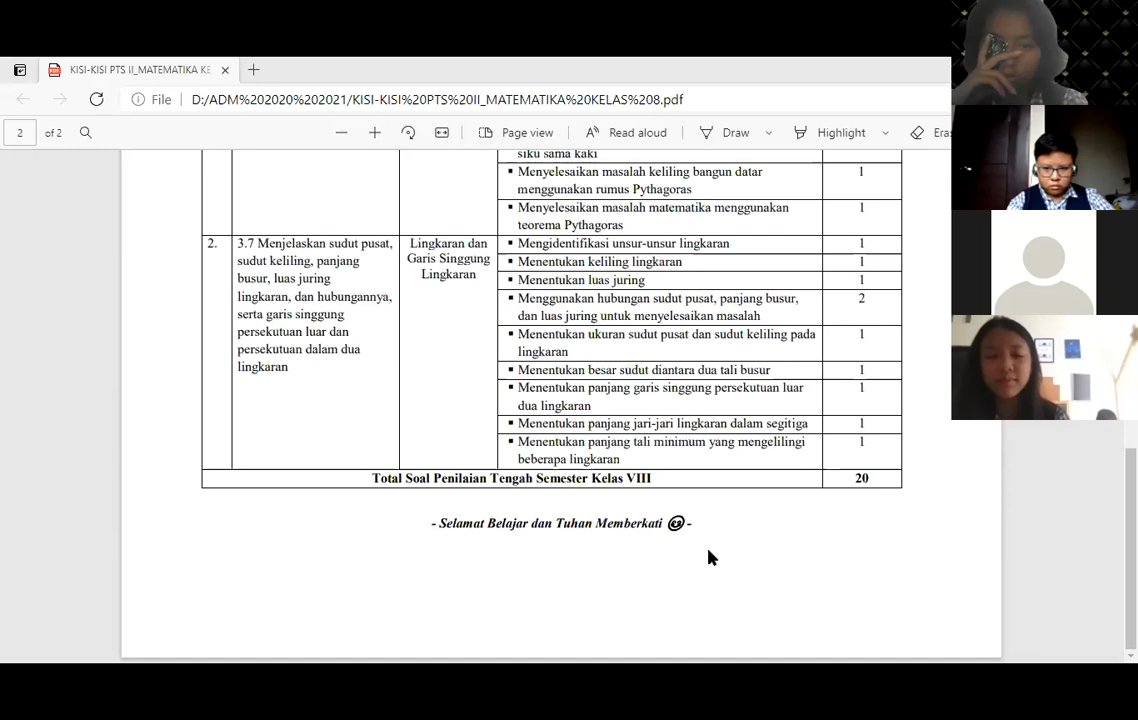 KISI-KISI PTS II_MATEMATIKA KE
File
D:/ADM%202020%202021/KISI-KISI%20PTS%20II_MATEMATIKA%20KELAS%208.pdf
2
of 2
Page view
Read aloud
Draw
Highlight
Eras
siku sama kaki
Menyelesaikan masalah keliling bangun datar 1
menggunakan rumus Pythagoras
Menyelesaikan masalah matematika menggunakan 1
teorema Pythagoras
2.
3.7 Menjelaskan sudut pusat,
sudut keliling, panjang
busur, luas juring
lingkaran, dan hubungannya,
serta garis singgung
persekutuan luar dan
persekutuan dalam dua
lingkaran
Lingkaran dan
Garis Singgung
Lingkaran
Mengidentifikasi unsur-unsur lingkaran 1
Menentukan keliling lingkaran 1
Menentukan luas juring 1
Menggunakan hubungan sudut pusat, panjang busur, 2
dan luas juring untuk menyelesaikan masalah
Menentukan ukuran sudut pusat dan sudut keliling pada 1
lingkaran
Menentukan besar sudut diantara dua tali busur 1
Menentukan panjang garis singgung persekutuan luar 1
dua lingkaran
Menentukan panjang jari-jari lingkaran dalam segitiga 1
Menentukan panjang tali minimum yang mengelilingi 1
beberapa lingkaran
Total Soal Penilaian Tengah Semester Kelas VIII 20
- Selamat Belajar dan Tuhan Memberkati -